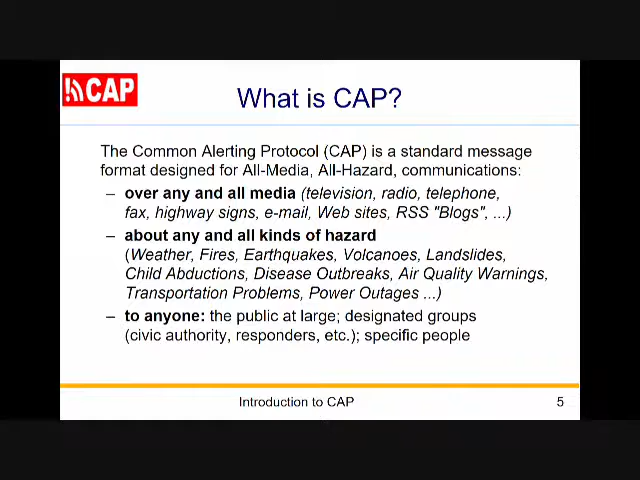 CAP
What is CAP?
The Common Alerting Protocol (CAP) is a standard message
format designed for All-Media, All-Hazard, communications:
– over any and all media (television, radio, telephone,
fax, highway signs, e-mail, Web sites, RSS "Blogs", ...)
– about any and all kinds of hazard
(Weather, Fires, Earthquakes, Volcanoes, Landslides,
Child Abductions, Disease Outbreaks, Air Quality Warnings,
Transportation Problems, Power Outages ...)
– to anyone: the public at large; designated groups
(civic authority, responders, etc.); specific people
Introduction to CAP
5